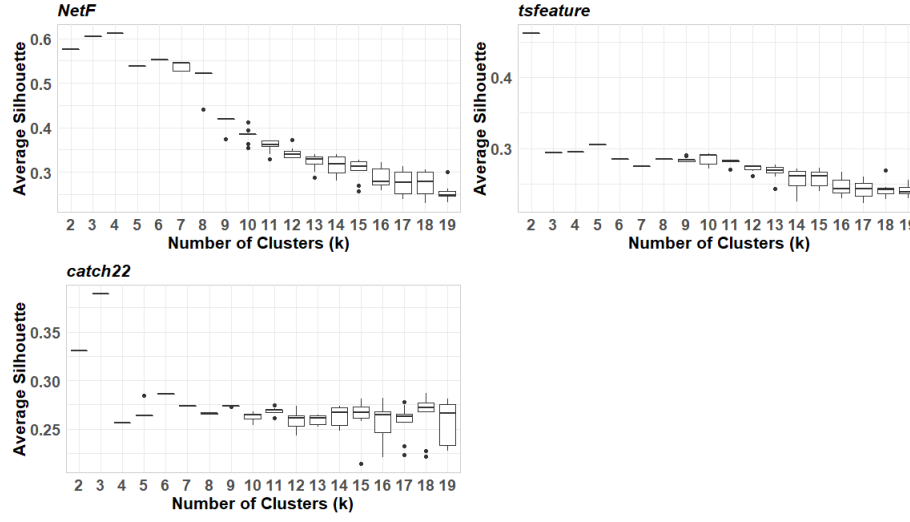 NetF
Average Silhouette
0.6
0.5
0.4
0.3
2 3 4 5 6 7 8 9 10 11 12 13 14 15 16 17 18 19
Number of Clusters (k)
tsfeature
Average Silhouette
0.4
0.3
2 3 4 5 6 7 8 9 10 11 12 13 14 15 16 17 18 19
Number of Clusters (k)
catch22
Average Silhouette
0.35
0.30
0.25
2 3 4 5 6 7 8 9 10 11 12 13 14 15 16 17 18 19
Number of Clusters (k)